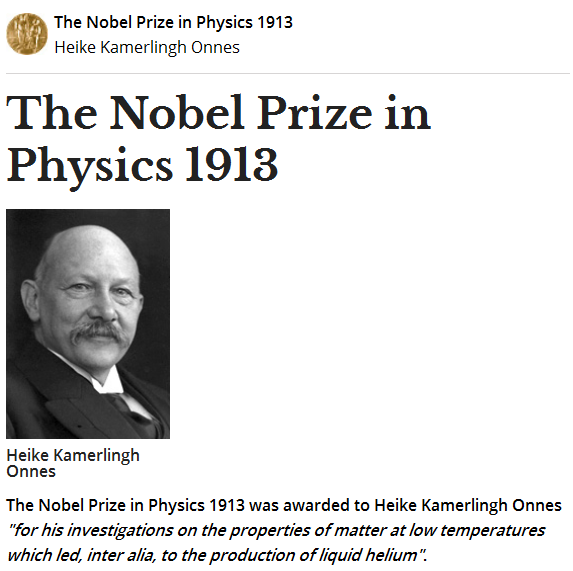 The Nobel Prize in Physics 1913
Heike Kamerlingh Onnes
The Nobel Prize in
Physics 1913
Heike Kamerlingh
Onnes
The Nobel Prize in Physics 1913 was awarded to Heike Kamerlingh Onnes
"for his investigations on the properties of matter at low temperatures
which led, inter alia, to the production of liquid helium".